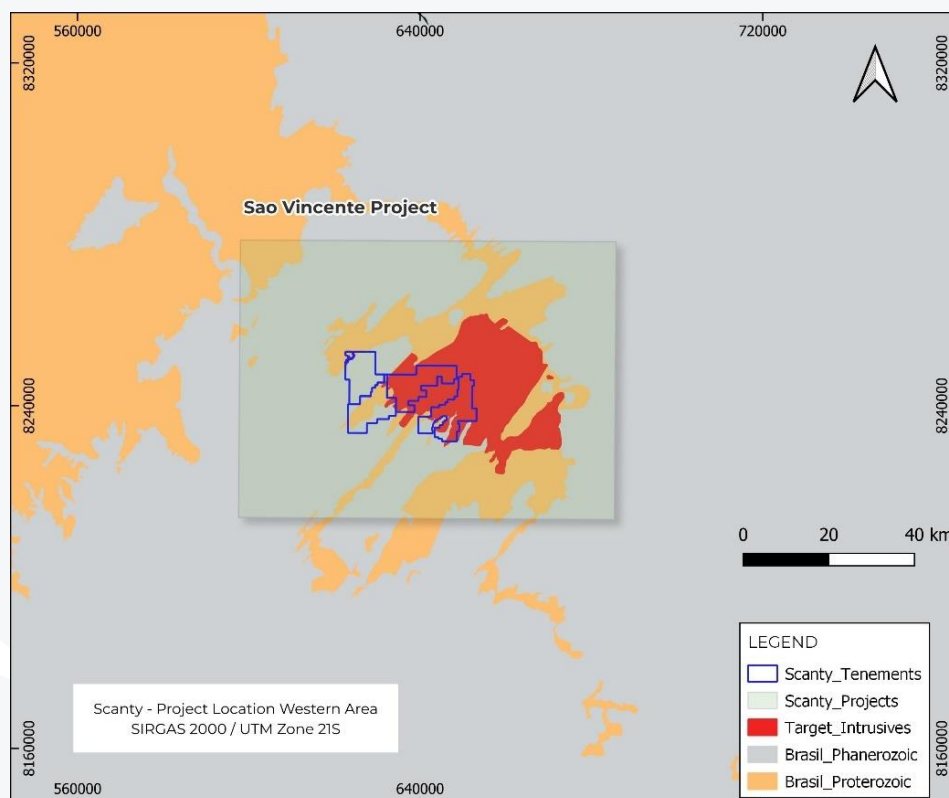 560000
640000
720000
8320000
8320000
Sao Vincente Project
8240000
8240000
0 20 40 km
LEGEND
Scanty_Tenements
Scanty_Projects
Target_Intrusives
Brasil_Phanerozoic
Brasil_Proterozoic
Scanty - Project Location Western Area
SIRGAS 2000 / UTM Zone 21S
8160000
8160000
560000
640000